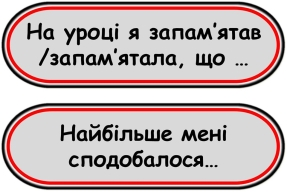 На уроці я запам’ятав
/запам’ятала, що …
Найбільше мені
сподобалося…